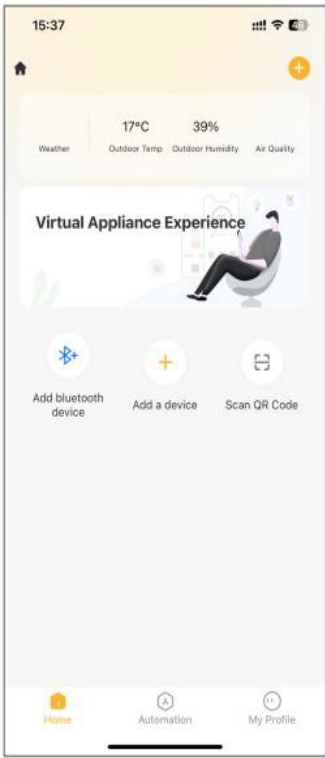 15:37
17°C 39%
Weather Outdoor Temp Outdoor Humidity Air Quality
Virtual Appliance Experience
Add bluetooth
device
Add a device
Scan QR Code
Home Automation My Profile